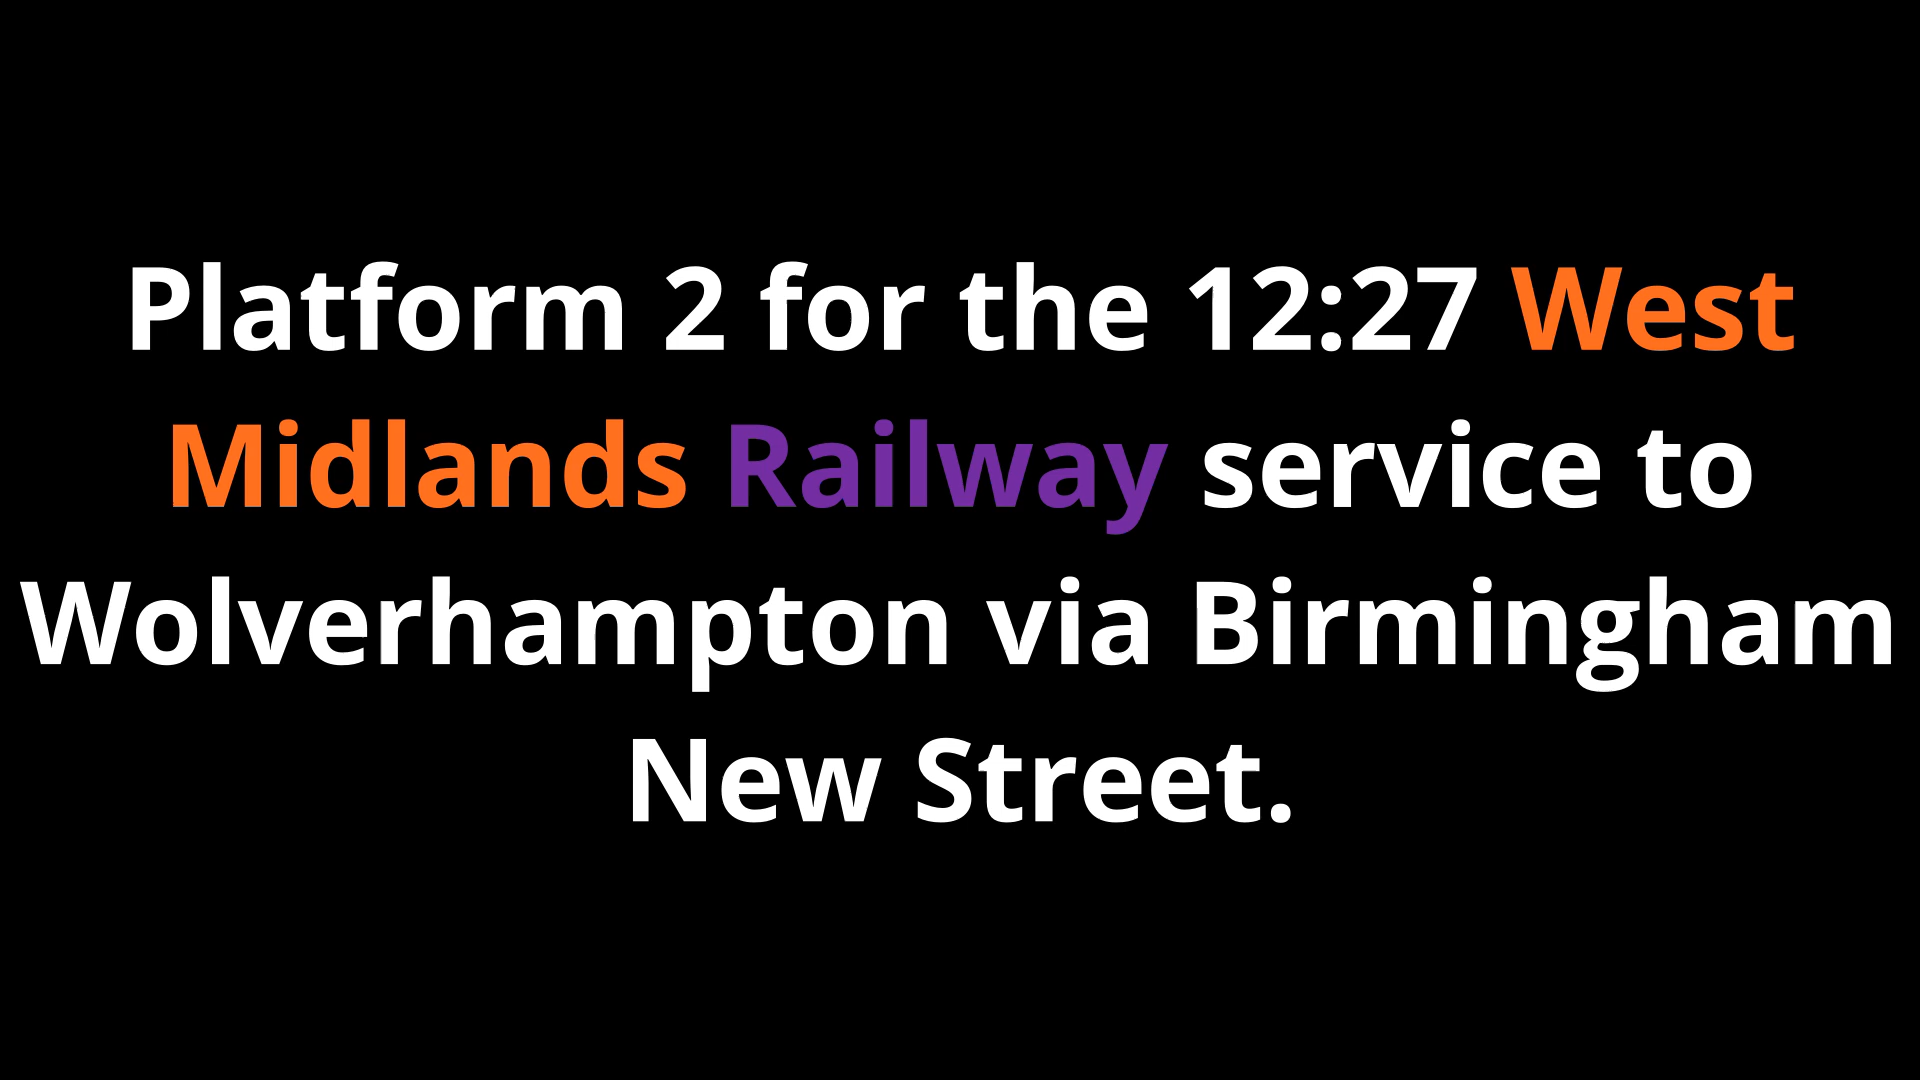 Platform 2 for the 12:27 West
Midlands Railway service to
Wolverhampton via Birmingham
New Street.